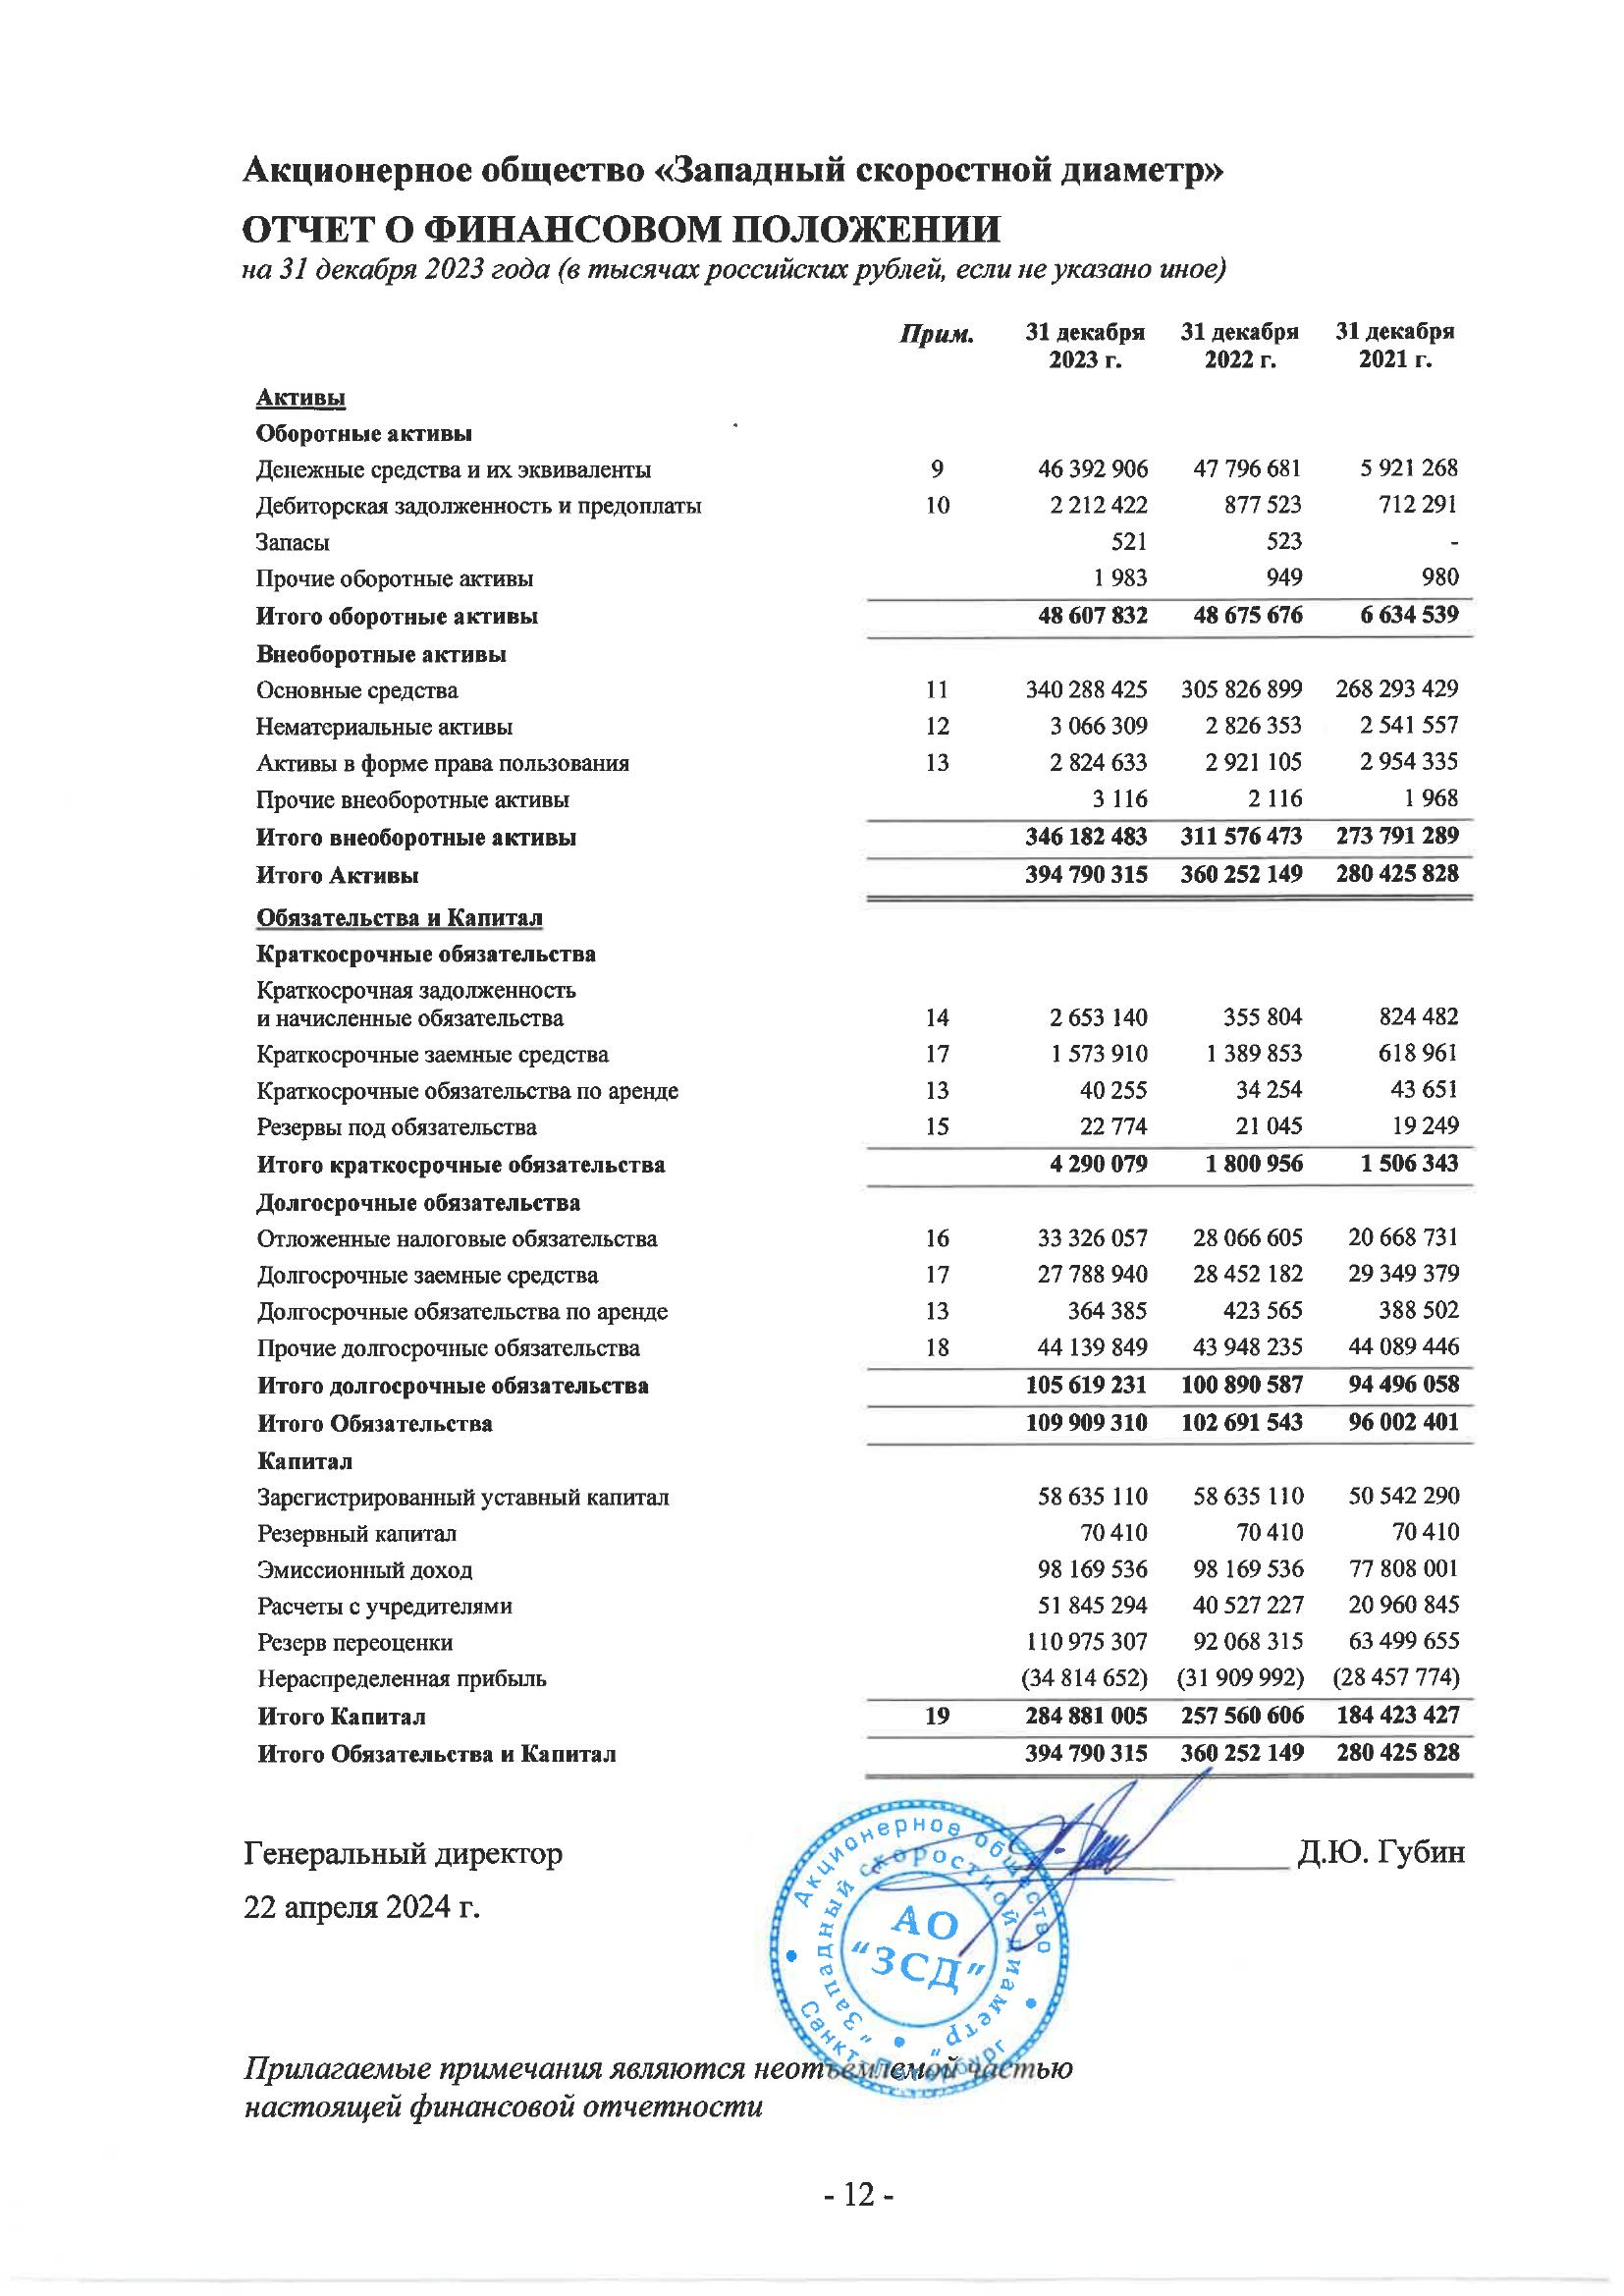 Акционерное общество «Западный скоростной диаметр»
ОТЧЕТ О ФИНАНСОВОМ ПОЛОЖЕНИИ
на 31 декабря 2023 года (в тысячах российских рублей, если не указано иное)
Прим. 31 декабря 2023 г. 31 декабря 2022 г. 31 декабря 2021 г.
Активы
Оборотные активы
Денежные средства и их эквиваленты 9 46 392 906 47 796 681 5 921 268
Дебиторская задолженность и предоплаты 10 2 212 422 877 523 712 291
Запасы 521 523 -
Прочие оборотные активы 1 983 949 980
Итого оборотные активы 48 607 832 48 675 676 6 634 539
Внеоборотные активы
Основные средства 11 340 288 425 305 826 899 268 293 429
Нематериальные активы 12 3 066 309 2 826 353 2 541 557
Активы в форме права пользования 13 2 824 633 2 921 105 2 954 335
Прочие внеоборотные активы 3 116 2 116 1 968
Итого внеоборотные активы 346 182 483 311 576 473 273 791 289
Итого Активы 394 790 315 360 252 149 280 425 828
Обязательства и Капитал
Краткосрочные обязательства
Краткосрочная задолженность
и начисленные обязательства 14 2 653 140 355 804 824 482
Краткосрочные заемные средства 17 1 573 910 1 389 853 618 961
Краткосрочные обязательства по аренде 13 40 255 34 254 43 651
Резервы под обязательства 15 22 774 21 045 19 249
Итого краткосрочные обязательства 4 290 079 1 800 956 1 506 343
Долгосрочные обязательства
Отложенные налоговые обязательства 16 33 326 057 28 066 605 20 668 731
Долгосрочные заемные средства 17 27 788 940 28 452 182 29 349 379
Долгосрочные обязательства по аренде 13 364 385 423 565 388 502
Прочие долгосрочные обязательства 18 44 139 849 43 948 235 44 089 446
Итого долгосрочные обязательства 105 619 231 100 890 587 94 496 058
Итого Обязательства 109 909 310 102 691 543 96 002 401
Капитал
Зарегистрированный уставный капитал 58 635 110 58 635 110 50 542 290
Резервный капитал 70 410 70 410 70 410
Эмиссионный доход 98 169 536 98 169 536 77 808 001
Расчеты с учредителями 51 845 294 40 527 227 20 960 845
Резерв переоценки 110 975 307 92 068 315 63 499 655
Нераспределенная прибыль (34 814 652) (31 909 992) (28 457 774)
Итого Капитал 19 284 881 005 257 560 606 184 423 427
Итого Обязательства и Капитал 394 790 315 360 252 149 280 425 828
Генеральный директор Д.Ю. Губин
22 апреля 2024 г.
Акционерное общество
"Западный скоростной диаметр"
АО
"ЗСД"
Санкт-Петербург
Прилагаемые примечания являются неотъемлемой частью
настоящей финансовой отчетности
- 12 -